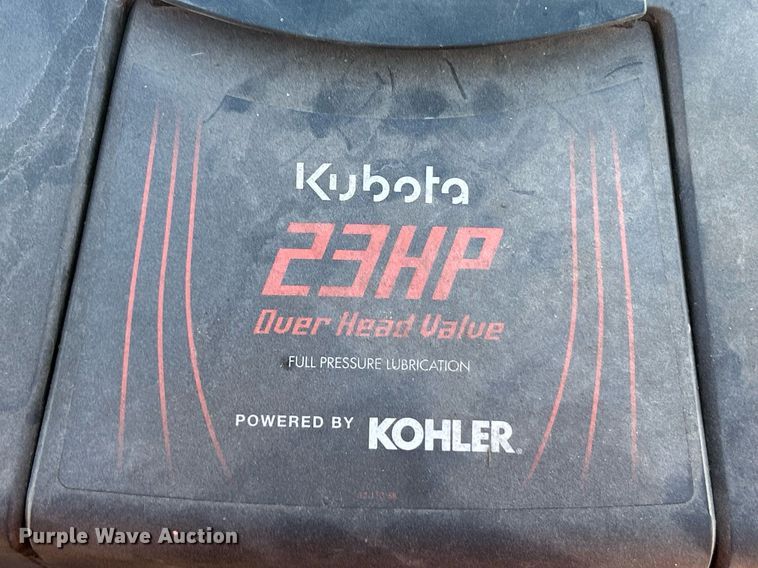 Kubota
23HP
Over Head Valve
FULL PRESSURE LUBRICATION
POWERED BY KOHLER®
Purple Wave Auction®